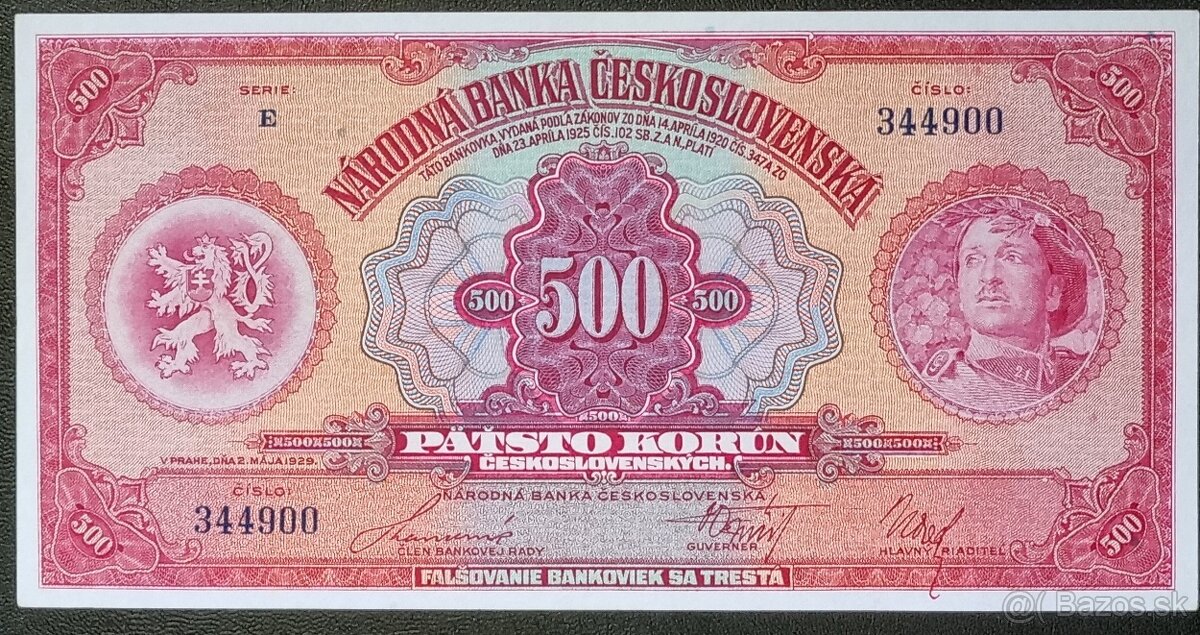 500
500
SERIE:
E
ČÍSLO:
344900
NÁRODNÁ BANKA ČESKOSLOVENSKÁ
TÁTO BANKOVKA, VYDANÁ PODĽA ZÁKONOV ZO DŇA 14. APRÍLA 1920 ČÍS. 347 A ZO
DŇA 23. APRÍLA 1925 ČÍS. 102 SB. Z. A N., PLATÍ
500 500 500
24
500
PÄŤSTO KORÚN
500 500
500 500
ČESKOSLOVENSKÝCH.
V PRAHE, DŇA 2. MÁJA 1929.
ČÍSLO:
344900
NÁRODNÁ BANKA ČESKOSLOVENSKÁ
ČLEN BANKOVEJ RADY
GUVERNER
HLAVNÝ RIADITEĽ
500
500
FALŠOVANIE BANKOVIEK SA TRESTÁ
@( Bazos.sk